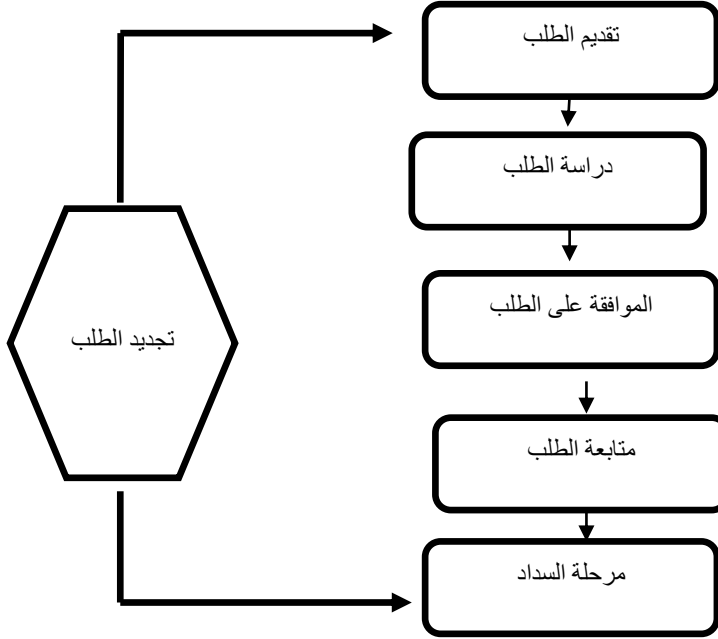 تقديم الطلب
دراسة الطلب
الموافقة على الطلب
تجديد الطلب
متابعة الطلب
مرحلة السداد